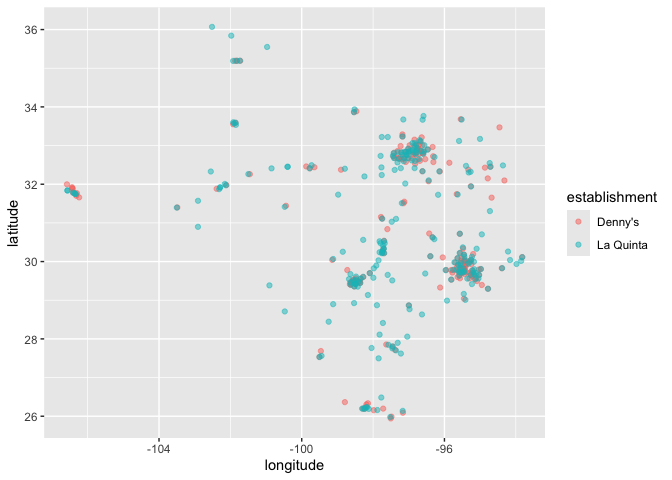 36
34
32
30
28
26
latitude
-104
-100
-96
longitude
establishment
Denny's
La Quinta